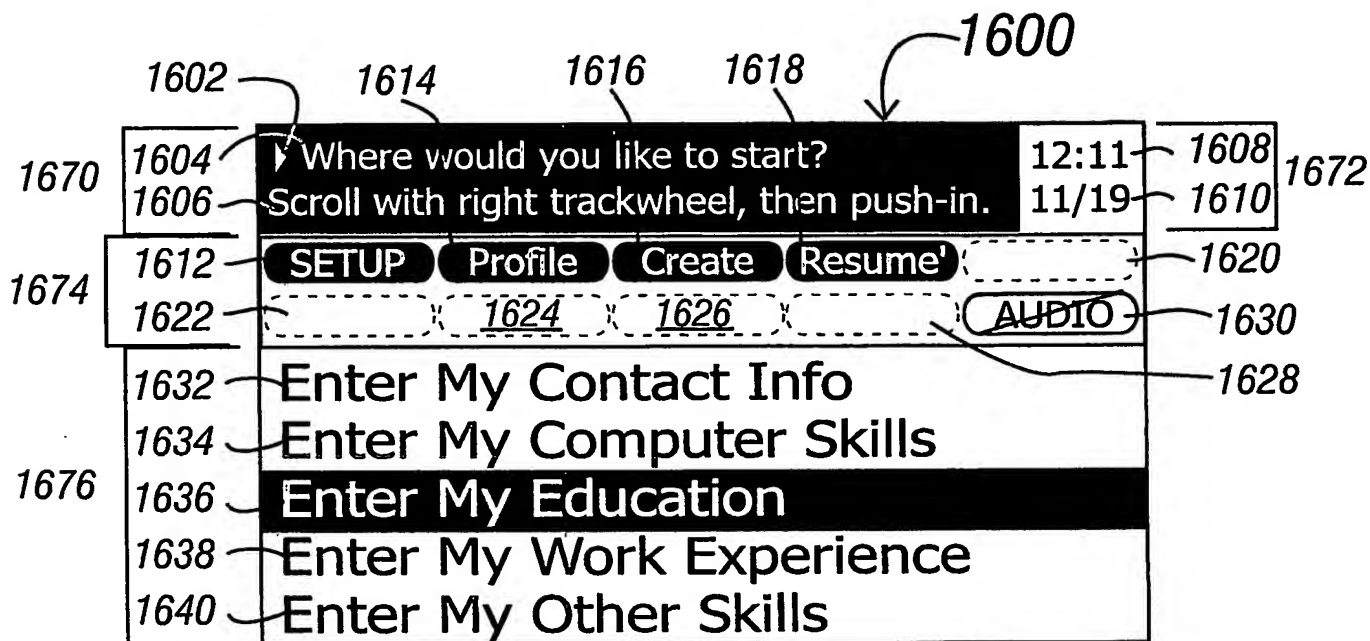 1600
1602 1614 1616 1618
1670 1604 Where would you like to start? 12:11 1608 1672
1606 Scroll with right trackwheel, then push-in. 11/19 1610
1674 1612 SETUP Profile Create Resume' 1620
1622 1624 1626 AUDIO 1630
1632 Enter My Contact Info 1628
1634 Enter My Computer Skills
1676 1636 Enter My Education
1638 Enter My Work Experience
1640 Enter My Other Skills